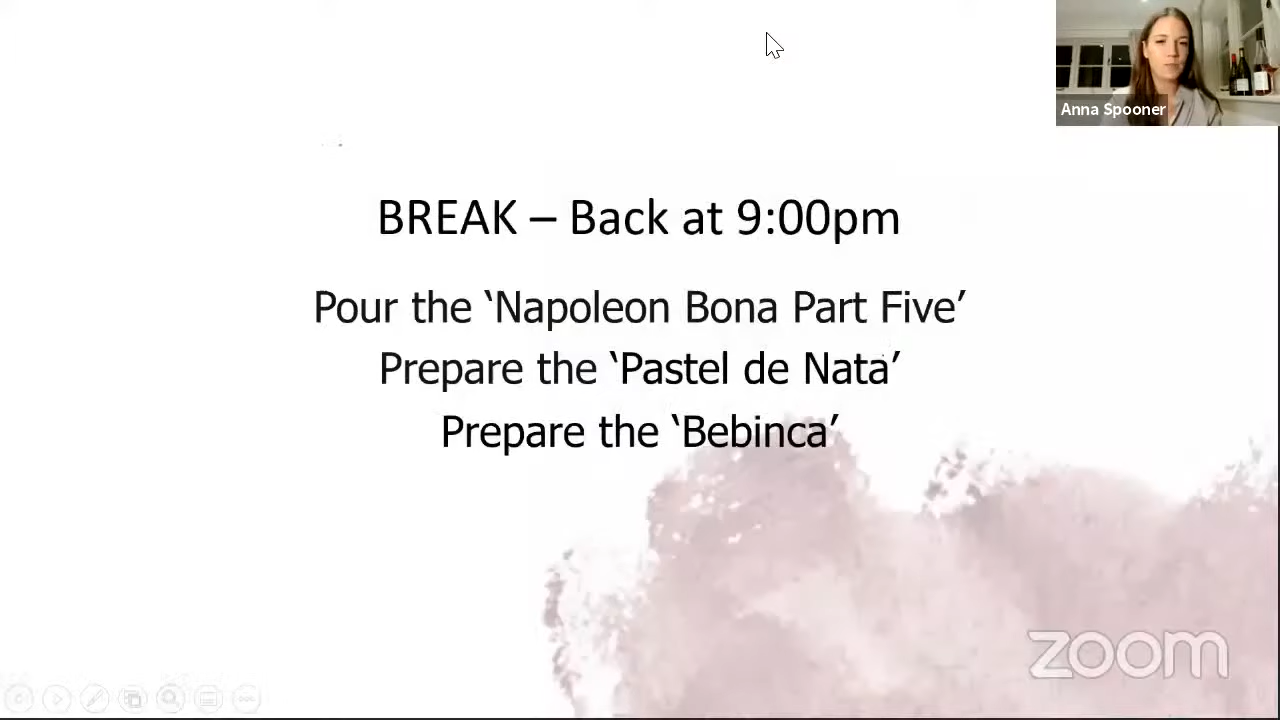 Anna Spooner
BREAK – Back at 9:00pm
Pour the ‘Napoleon Bona Part Five’
Prepare the ‘Pastel de Nata’
Prepare the ‘Bebinca’
zoom